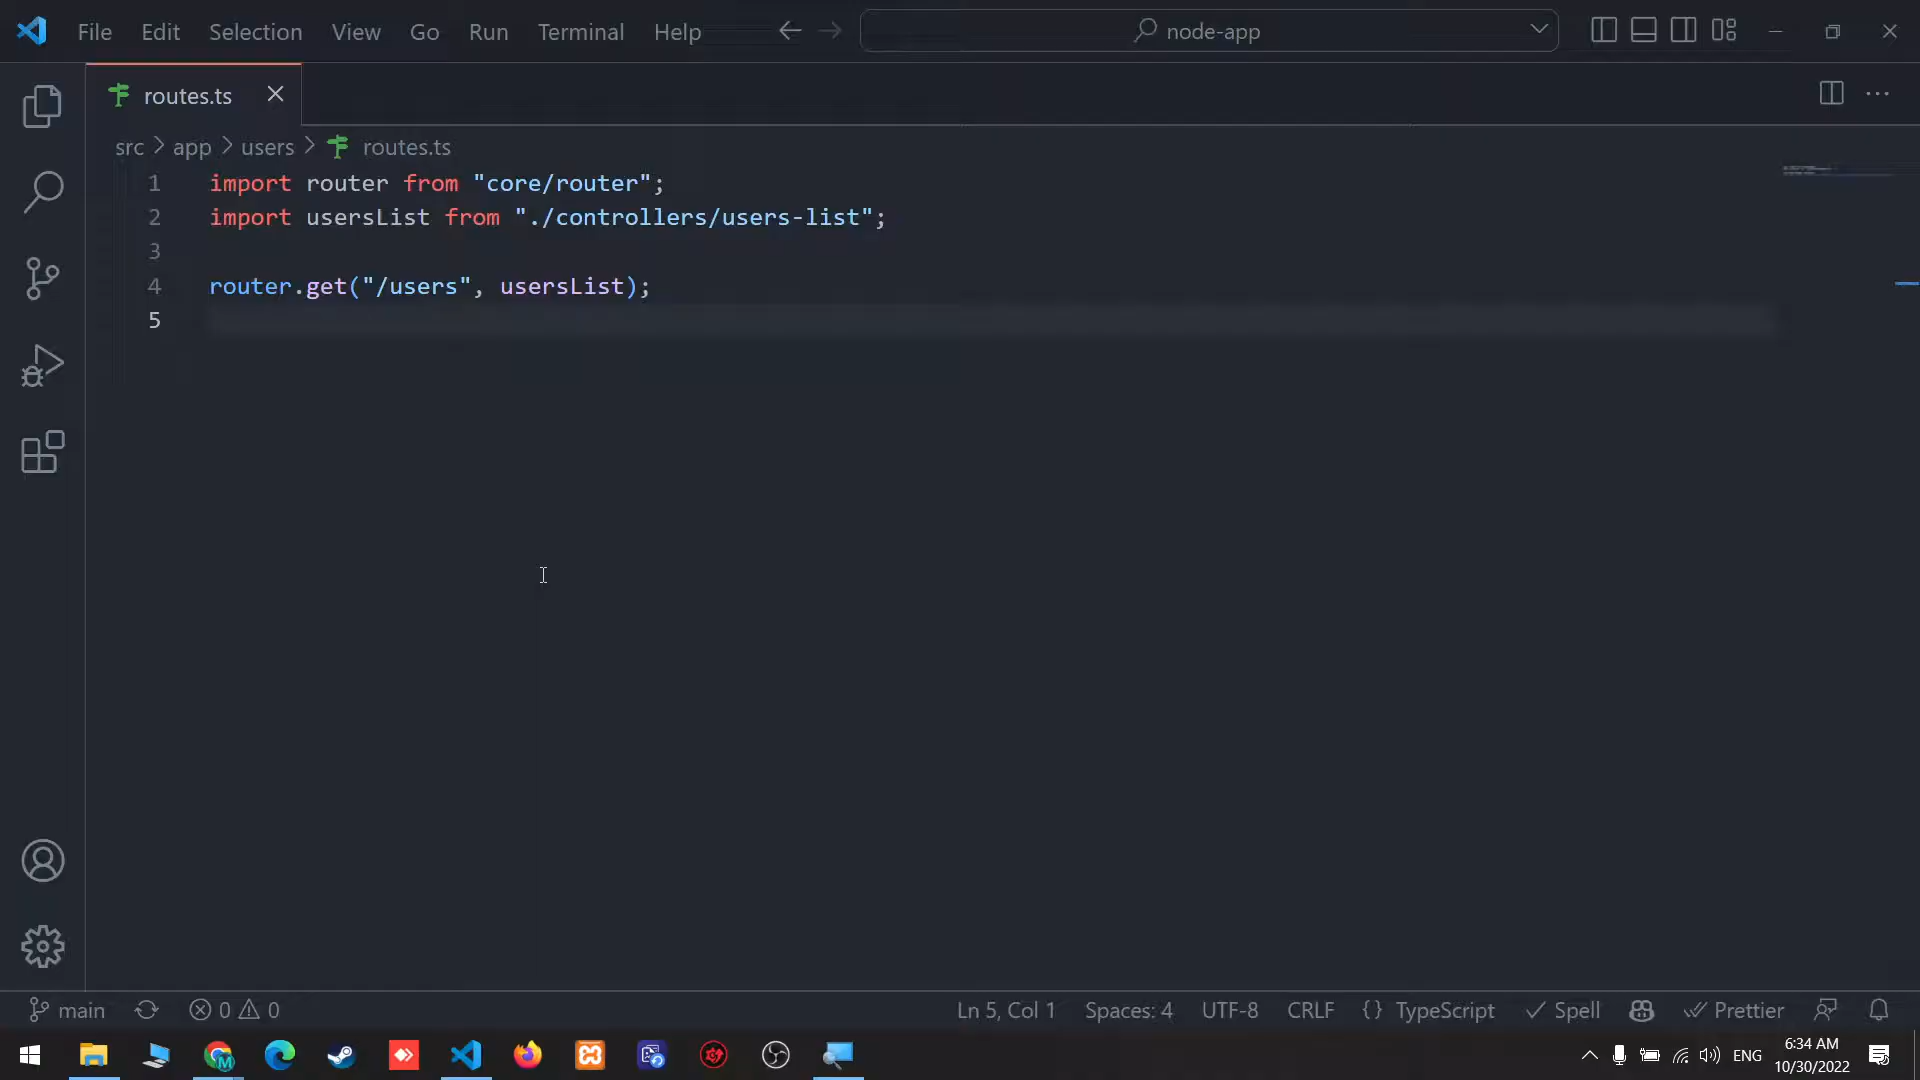 File Edit Selection View Go Run Terminal Help node-app
routes.ts
src > app > users > routes.ts
1 import router from "core/router";
2 import usersList from "./controllers/users-list";
3
4 router.get("/users", usersList);
5
main 0 0 Ln 5, Col 1 Spaces: 4 UTF-8 CRLF {} TypeScript Spell Prettier
ENG 6:34 AM
10/30/2022